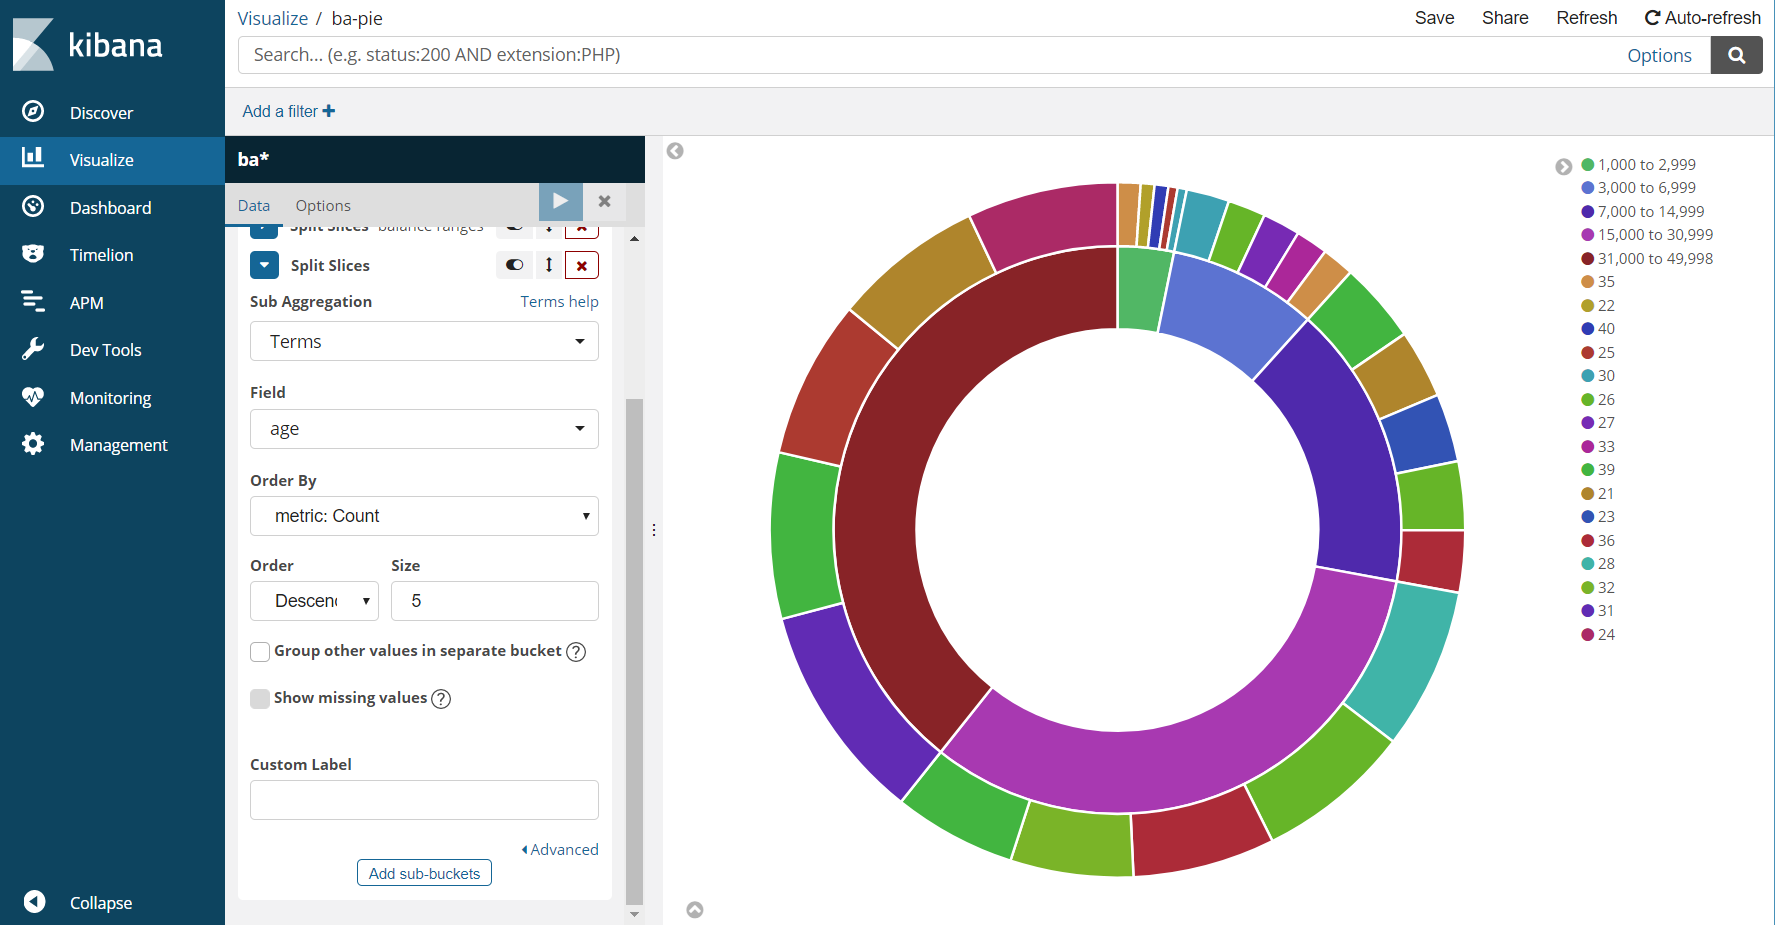 kibana
Discover
Visualize
Dashboard
Timelion
APM
Dev Tools
Monitoring
Management
Collapse
Visualize / ba-pie
Save Share Refresh Auto-refresh
Search... (e.g. status:200 AND extension:PHP) Options
Add a filter
ba*
Data Options
Split Slices balance ranges
Split Slices
Sub Aggregation Terms help
Terms
Field
age
Order By
metric: Count
Order Size
Descen 5
Group other values in separate bucket ?
Show missing values ?
Custom Label
Advanced
Add sub-buckets
1,000 to 2,999
3,000 to 6,999
7,000 to 14,999
15,000 to 30,999
31,000 to 49,998
35
22
40
25
30
26
27
33
39
21
23
36
28
32
31
24